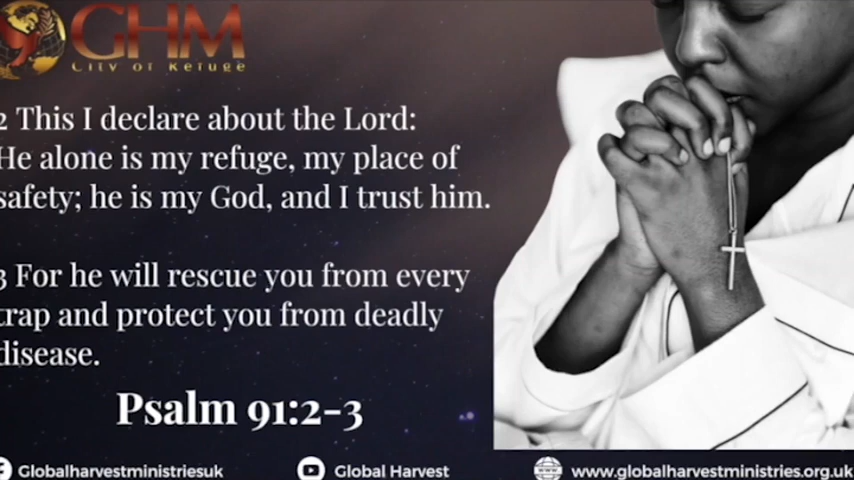 GHM
City of Refuge
2 This I declare about the Lord:
He alone is my refuge, my place of
safety; he is my God, and I trust him.
3 For he will rescue you from every
trap and protect you from deadly
disease.
Psalm 91:2-3
Globalharvestministriesuk
Global Harvest
www.globalharvestministries.org.uk